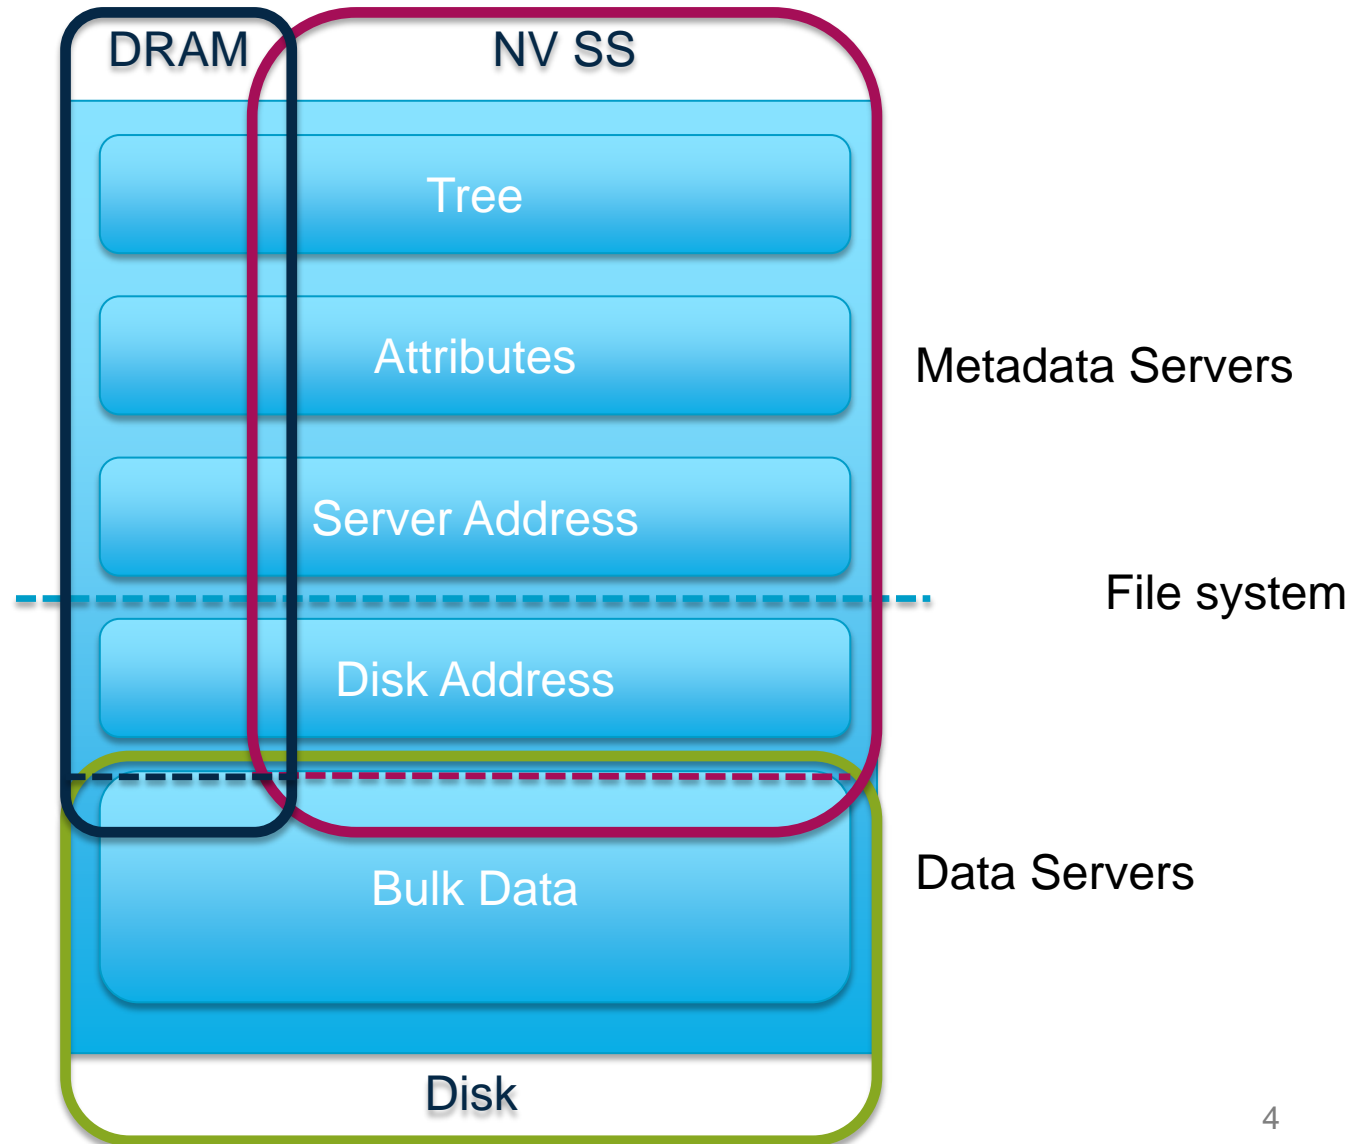 DRAM
NV SS
Tree
Attributes
Metadata Servers
Server Address
File system
Disk Address
Data Servers
Bulk Data
Disk
4